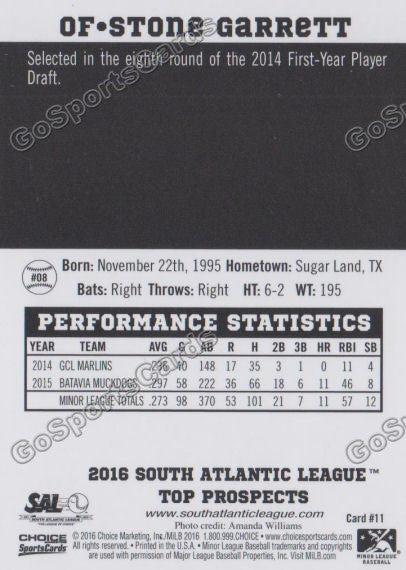 OF•STONE GARRETT
Selected in the eighth round of the 2014 First-Year Player
Draft.
GoSportsCards
GoSportsCards
#08
Born: November 22th, 1995 Hometown: Sugar Land, TX
Bats: Right Throws: Right HT: 6-2 WT: 195
PERFORMANCE STATISTICS
YEAR TEAM AVG G AB R H 2B 3B HR RBI SB
2014 GCL MARLINS .236 40 148 17 35 3 1 0 11 4
2015 BATAVIA MUCKDOGS .297 58 222 36 66 18 6 11 46 8
MINOR LEAGUE TOTALS .273 98 370 53 101 21 7 11 57 12
GoSportsCards
GoSportsCards
2016 SOUTH ATLANTIC LEAGUE™
TOP PROSPECTS
www.southatlanticleague.com
Photo credit: Amanda Williams
Card #11
SAL
SOUTH ATLANTIC LEAGUE
CHOICE
SportsCards
© 2016 Choice Marketing, Inc./MiLB 2016 1.800.999.CHOICE • www.choicesportscards.com
All rights reserved. • Printed in the U.S.A. • Minor League Baseball trademarks and copyrights
are used with permission of Major League Baseball Properties, Inc. Visit MiLB.com
MINOR LEAGUE
BASEBALL